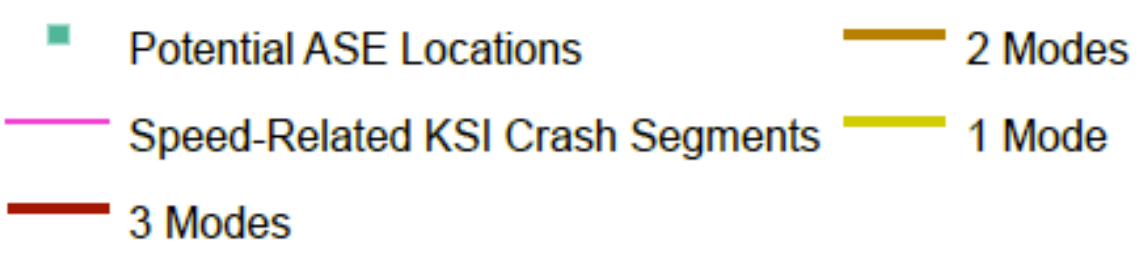 Potential ASE Locations
Speed-Related KSI Crash Segments
3 Modes
2 Modes
1 Mode